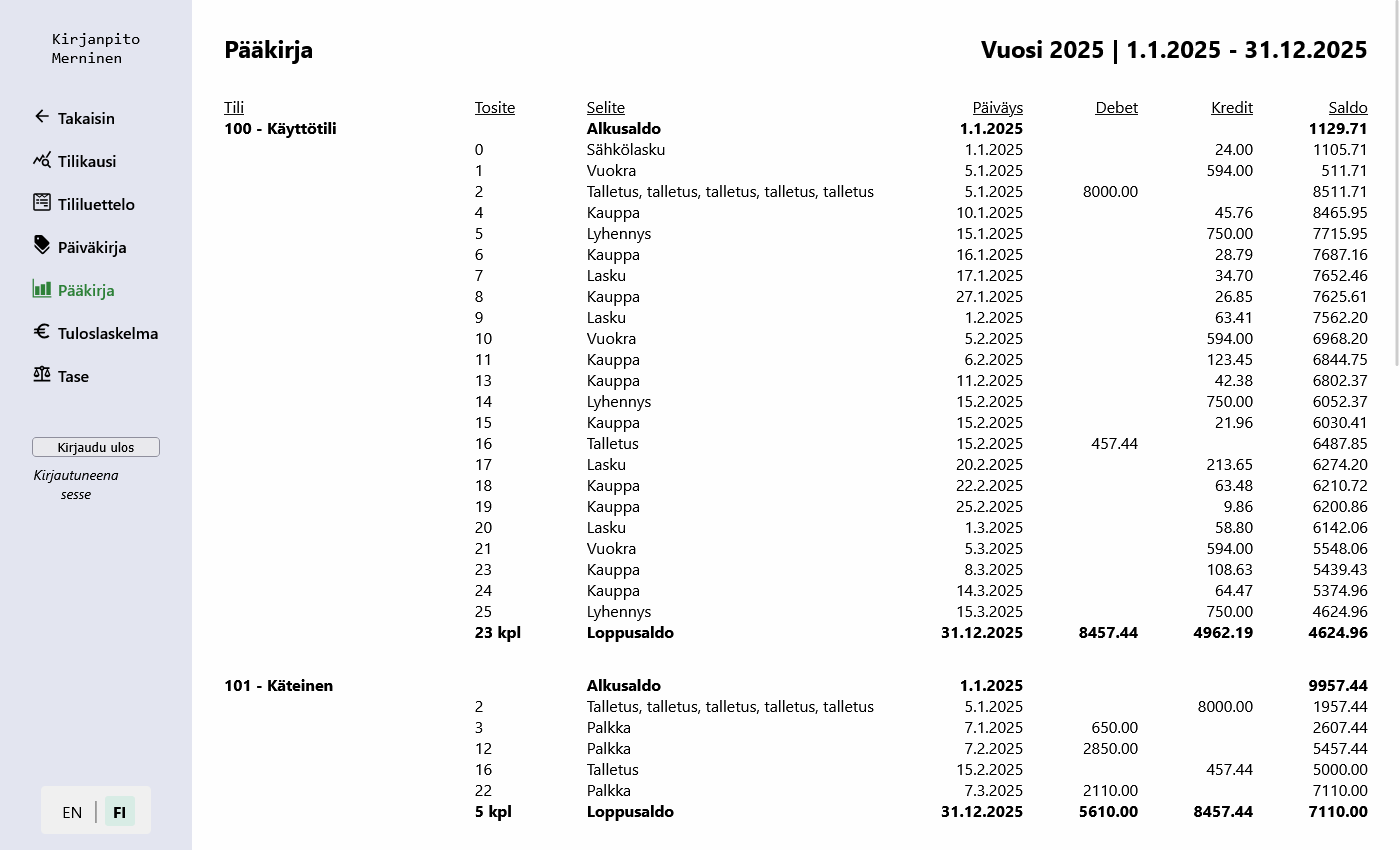 Kirjanpito
Merninen
Takaisin
Tilikausi
Tililuettelo
Päiväkirja
Pääkirja
Tuloslaskelma
Tase
Kirjaudu ulos
Kirjautuneena
sesse
EN | FI
Pääkirja Vuosi 2025 | 1.1.2025 - 31.12.2025
Tili Tosite Selite Päiväys Debet Kredit Saldo
100 - Käyttötili Alkusaldo 1.1.2025 1129.71
0 Sähkölasku 1.1.2025 24.00 1105.71
1 Vuokra 5.1.2025 594.00 511.71
2 Talletus, talletus, talletus, talletus, talletus 5.1.2025 8000.00 8511.71
4 Kauppa 10.1.2025 45.76 8465.95
5 Lyhennys 15.1.2025 750.00 7715.95
6 Kauppa 16.1.2025 28.79 7687.16
7 Lasku 17.1.2025 34.70 7652.46
8 Kauppa 27.1.2025 26.85 7625.61
9 Lasku 1.2.2025 63.41 7562.20
10 Vuokra 5.2.2025 594.00 6968.20
11 Kauppa 6.2.2025 123.45 6844.75
13 Kauppa 11.2.2025 42.38 6802.37
14 Lyhennys 15.2.2025 750.00 6052.37
15 Kauppa 15.2.2025 21.96 6030.41
16 Talletus 15.2.2025 457.44 6487.85
17 Lasku 20.2.2025 213.65 6274.20
18 Kauppa 22.2.2025 63.48 6210.72
19 Kauppa 25.2.2025 9.86 6200.86
20 Lasku 1.3.2025 58.80 6142.06
21 Vuokra 5.3.2025 594.00 5548.06
23 Kauppa 8.3.2025 108.63 5439.43
24 Kauppa 14.3.2025 64.47 5374.96
25 Lyhennys 15.3.2025 750.00 4624.96
23 kpl Loppusaldo 31.12.2025 8457.44 4962.19 4624.96
101 - Käteinen Alkusaldo 1.1.2025 9957.44
2 Talletus, talletus, talletus, talletus, talletus 5.1.2025 8000.00 1957.44
3 Palkka 7.1.2025 650.00 2607.44
12 Palkka 7.2.2025 2850.00 5457.44
16 Talletus 15.2.2025 457.44 5000.00
22 Palkka 7.3.2025 2110.00 7110.00
5 kpl Loppusaldo 31.12.2025 5610.00 8457.44 7110.00